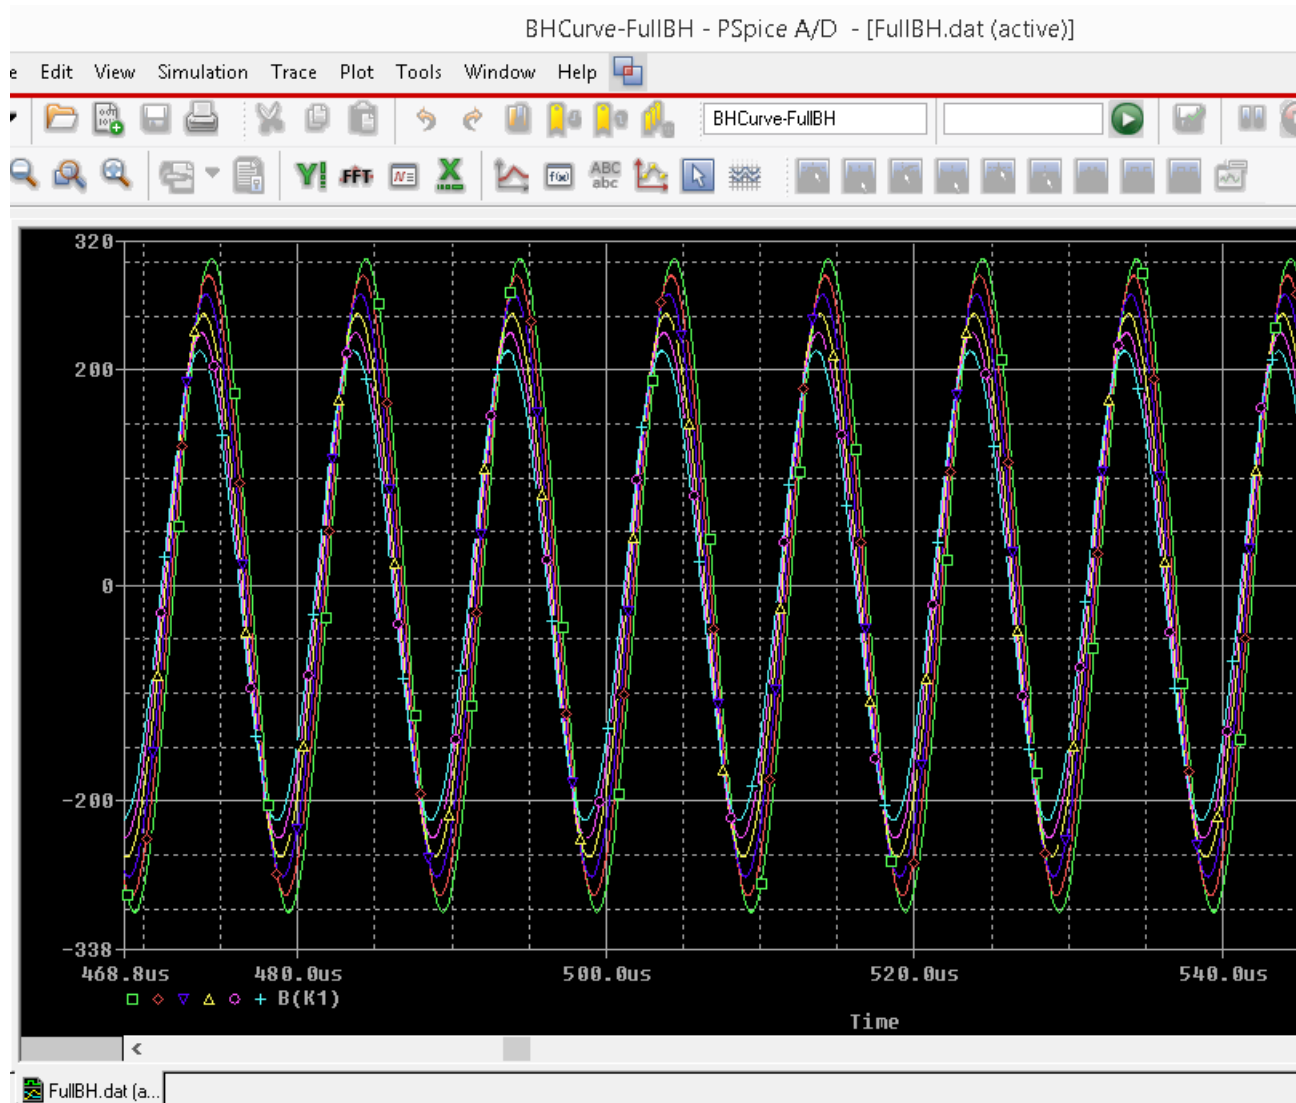 BHCurve-FullBH - PSpice A/D - [FullBH.dat (active)]
e Edit View Simulation Trace Plot Tools Window Help
BHCurve-FullBH
FFT
f(x)
ABC
abc
320
200
0
-200
-338
468.8us 480.0us 500.0us 520.0us 540.0us
B(K1)
Time
FullBH.dat (a...